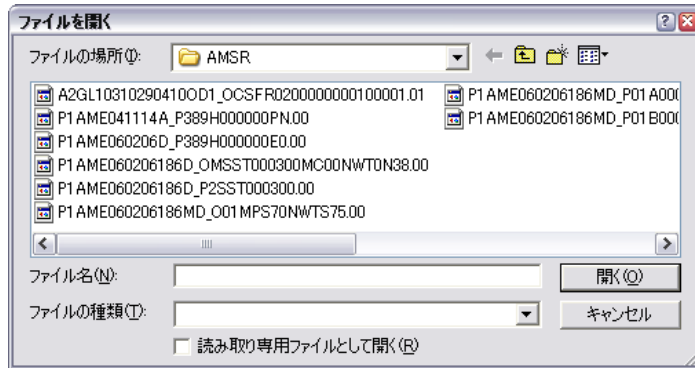 ファイルを開く
ファイルの場所(I):
AMSR
A2GL10310290410OD1_OCSFR0200000000100001.01
P1AME041114A_P389H000000PN.00
P1AME060206D_P389H000000E0.00
P1AME060206186D_OMSST000300MC00NWT0N38.00
P1AME060206186D_P2SST000300.00
P1AME060206186MD_O01MPS70NWTS75.00
P1AME060206186MD_P01A000
P1AME060206186MD_P01B000
ファイル名(N):
開く(O)
ファイルの種類(T):
キャンセル
読み取り専用ファイルとして開く(R)